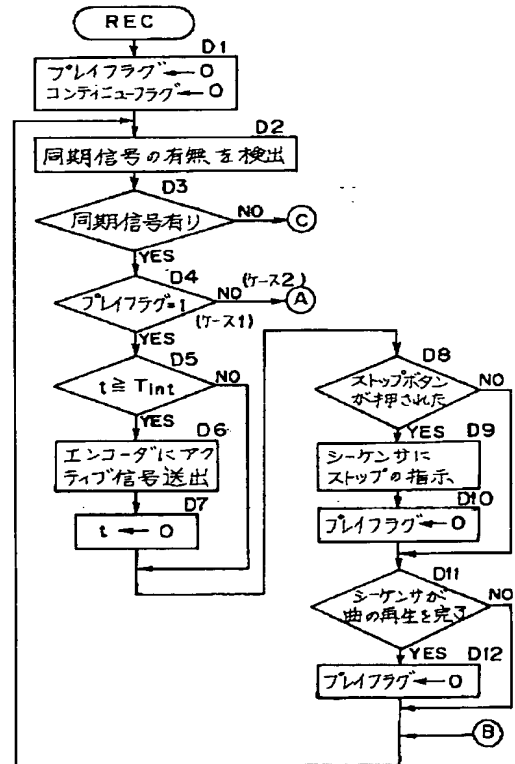 REC
D1
プレイフラグ←0
コンティニューフラグ←0
D2
同期信号の有無を検出
D3
同期信号有り
NO
C
YES
D4
プレイフラグ=1
NO
(ケース2)
A
(ケース1)
YES
D5
t≧Tint
NO
YES
D6
エンコーダにアク
ティブ信号送出
D7
t←0
D8
ストップボタン
が押された
NO
YES
D9
シーケンサに
ストップの指示
D10
プレイフラグ←0
D11
シーケンサが
曲の再生を完了
NO
YES
D12
プレイフラグ←0
B